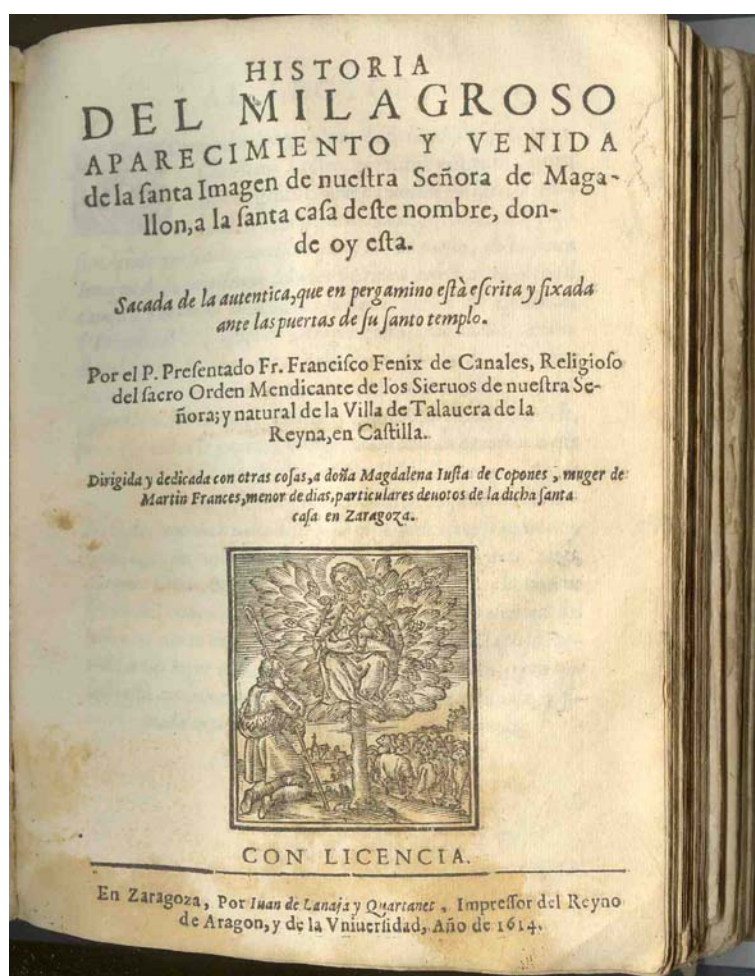 HISTORIA
DEL MILAGROSO
APARECIMIENTO Y VENIDA
de la ſanta Imagen de nueſtra Señora de Maga-
llon, a la ſanta caſa deſte nombre, don-
de oy eſta.
Sacada de la autentica, que en pergamino eſtà eſcrita y fixada
ante las puertas de ſu ſanto templo.
Por el P. Preſentado Fr. Franciſco Fenix de Canales, Religioſo
del ſacro Orden Mendicante de los Sieruos de nueſtra Se-
ñora; y natural de la Villa de Talauera de la
Reyna, en Caſtilla.
Dirigida y dedicada con otras coſas, a doña Magdalena Iuſta de Copones, muger de
Martin Frances, menor de dias, particulares deuotos de la dicha ſanta
caſa en Zaragoza.
CON LICENCIA.
En Zaragoza, Por Iuan de Lanaja y Quartanet, Impreſſor del Reyno
de Aragon, y de la Vniuerſidad, Año de 1614.